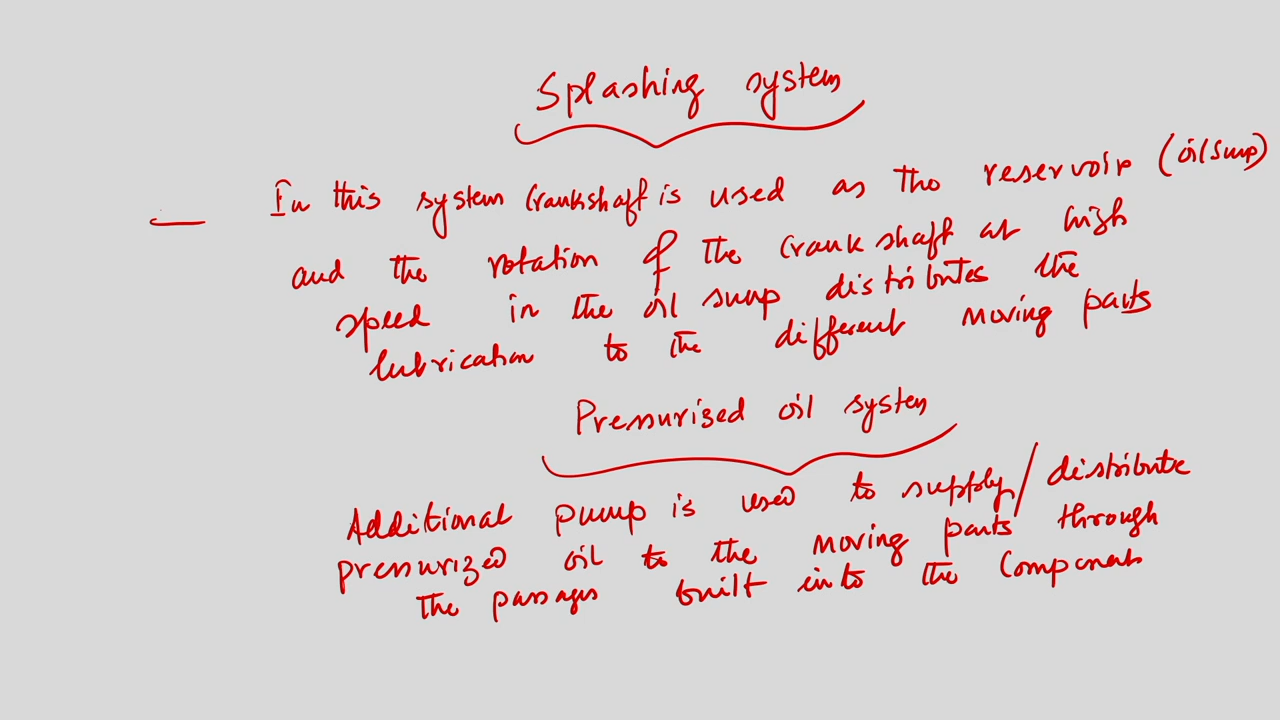 Splashing system
In this system crankshaft is used as the reservoir (oil sump)
and the rotation of the crank shaft at high
speed in the oil sump distributes the
lubrication to the different moving parts
Pressurized oil system
Additional pump is used to supply/distribute
pressurized oil to the moving parts through
the passages built into the components